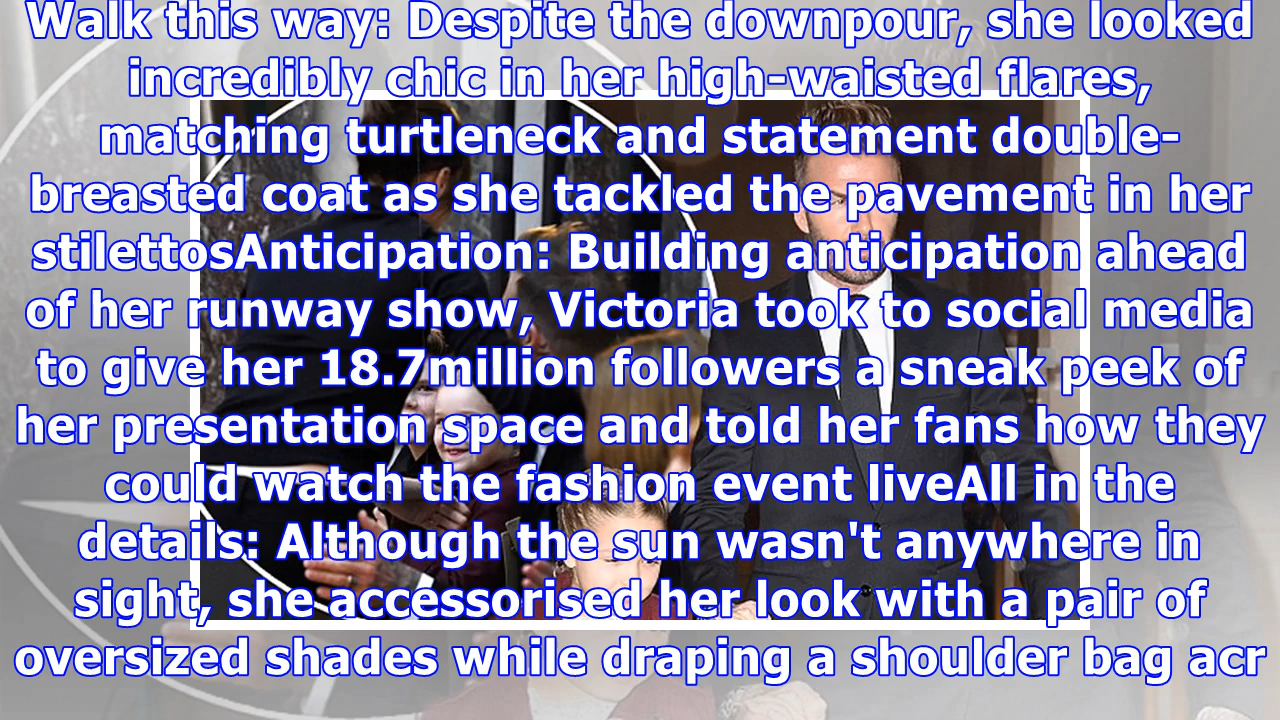 Walk this way: Despite the downpour, she looked
incredibly chic in her high-waisted flares,
matching turtleneck and statement double-
breasted coat as she tackled the pavement in her
stilettosAnticipation: Building anticipation ahead
of her runway show, Victoria took to social media
to give her 18.7million followers a sneak peek of
her presentation space and told her fans how they
could watch the fashion event liveAll in the
details: Although the sun wasn't anywhere in
sight, she accessorised her look with a pair of
oversized shades while draping a shoulder bag acr